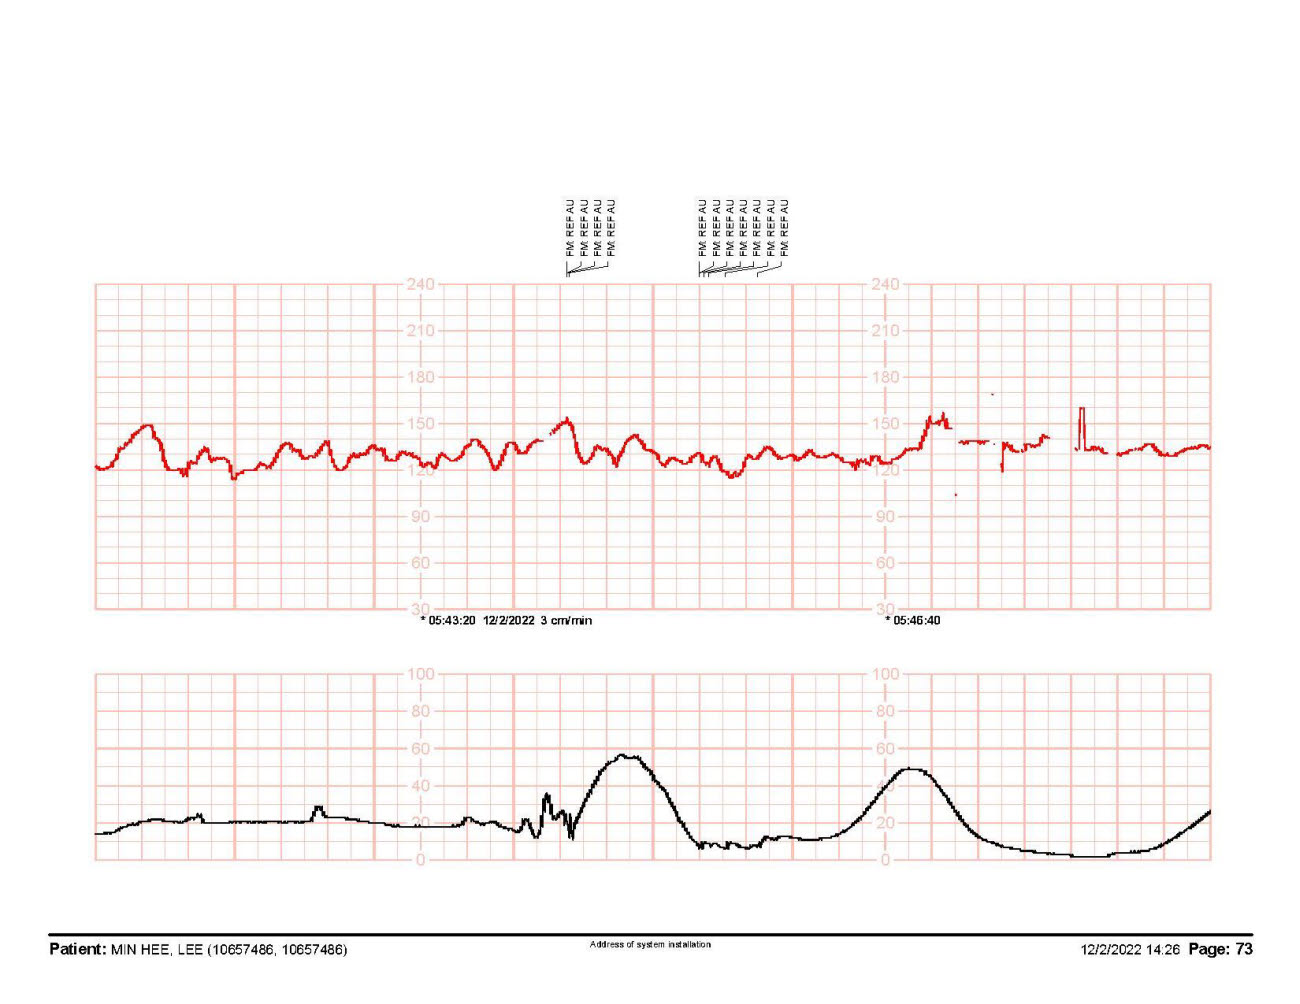 FM: REF AU
FM: REF AU
FM: REF AU
FM: REF AU
FM: REF AU
FM: REF AU
FM: REF AU
FM: REF AU
FM: REF AU
FM: REF AU
FM: REF AU
240 240
210 210
180 180
150 150
120 120
90 90
60 60
30 30
* 05:43:20 12/2/2022 3 cm/min * 05:46:40
100 100
80 80
60 60
40 40
20 20
0 0
Patient: MIN HEE, LEE (10657486, 10657486) Address of system installation 12/2/2022 14:26 Page: 73